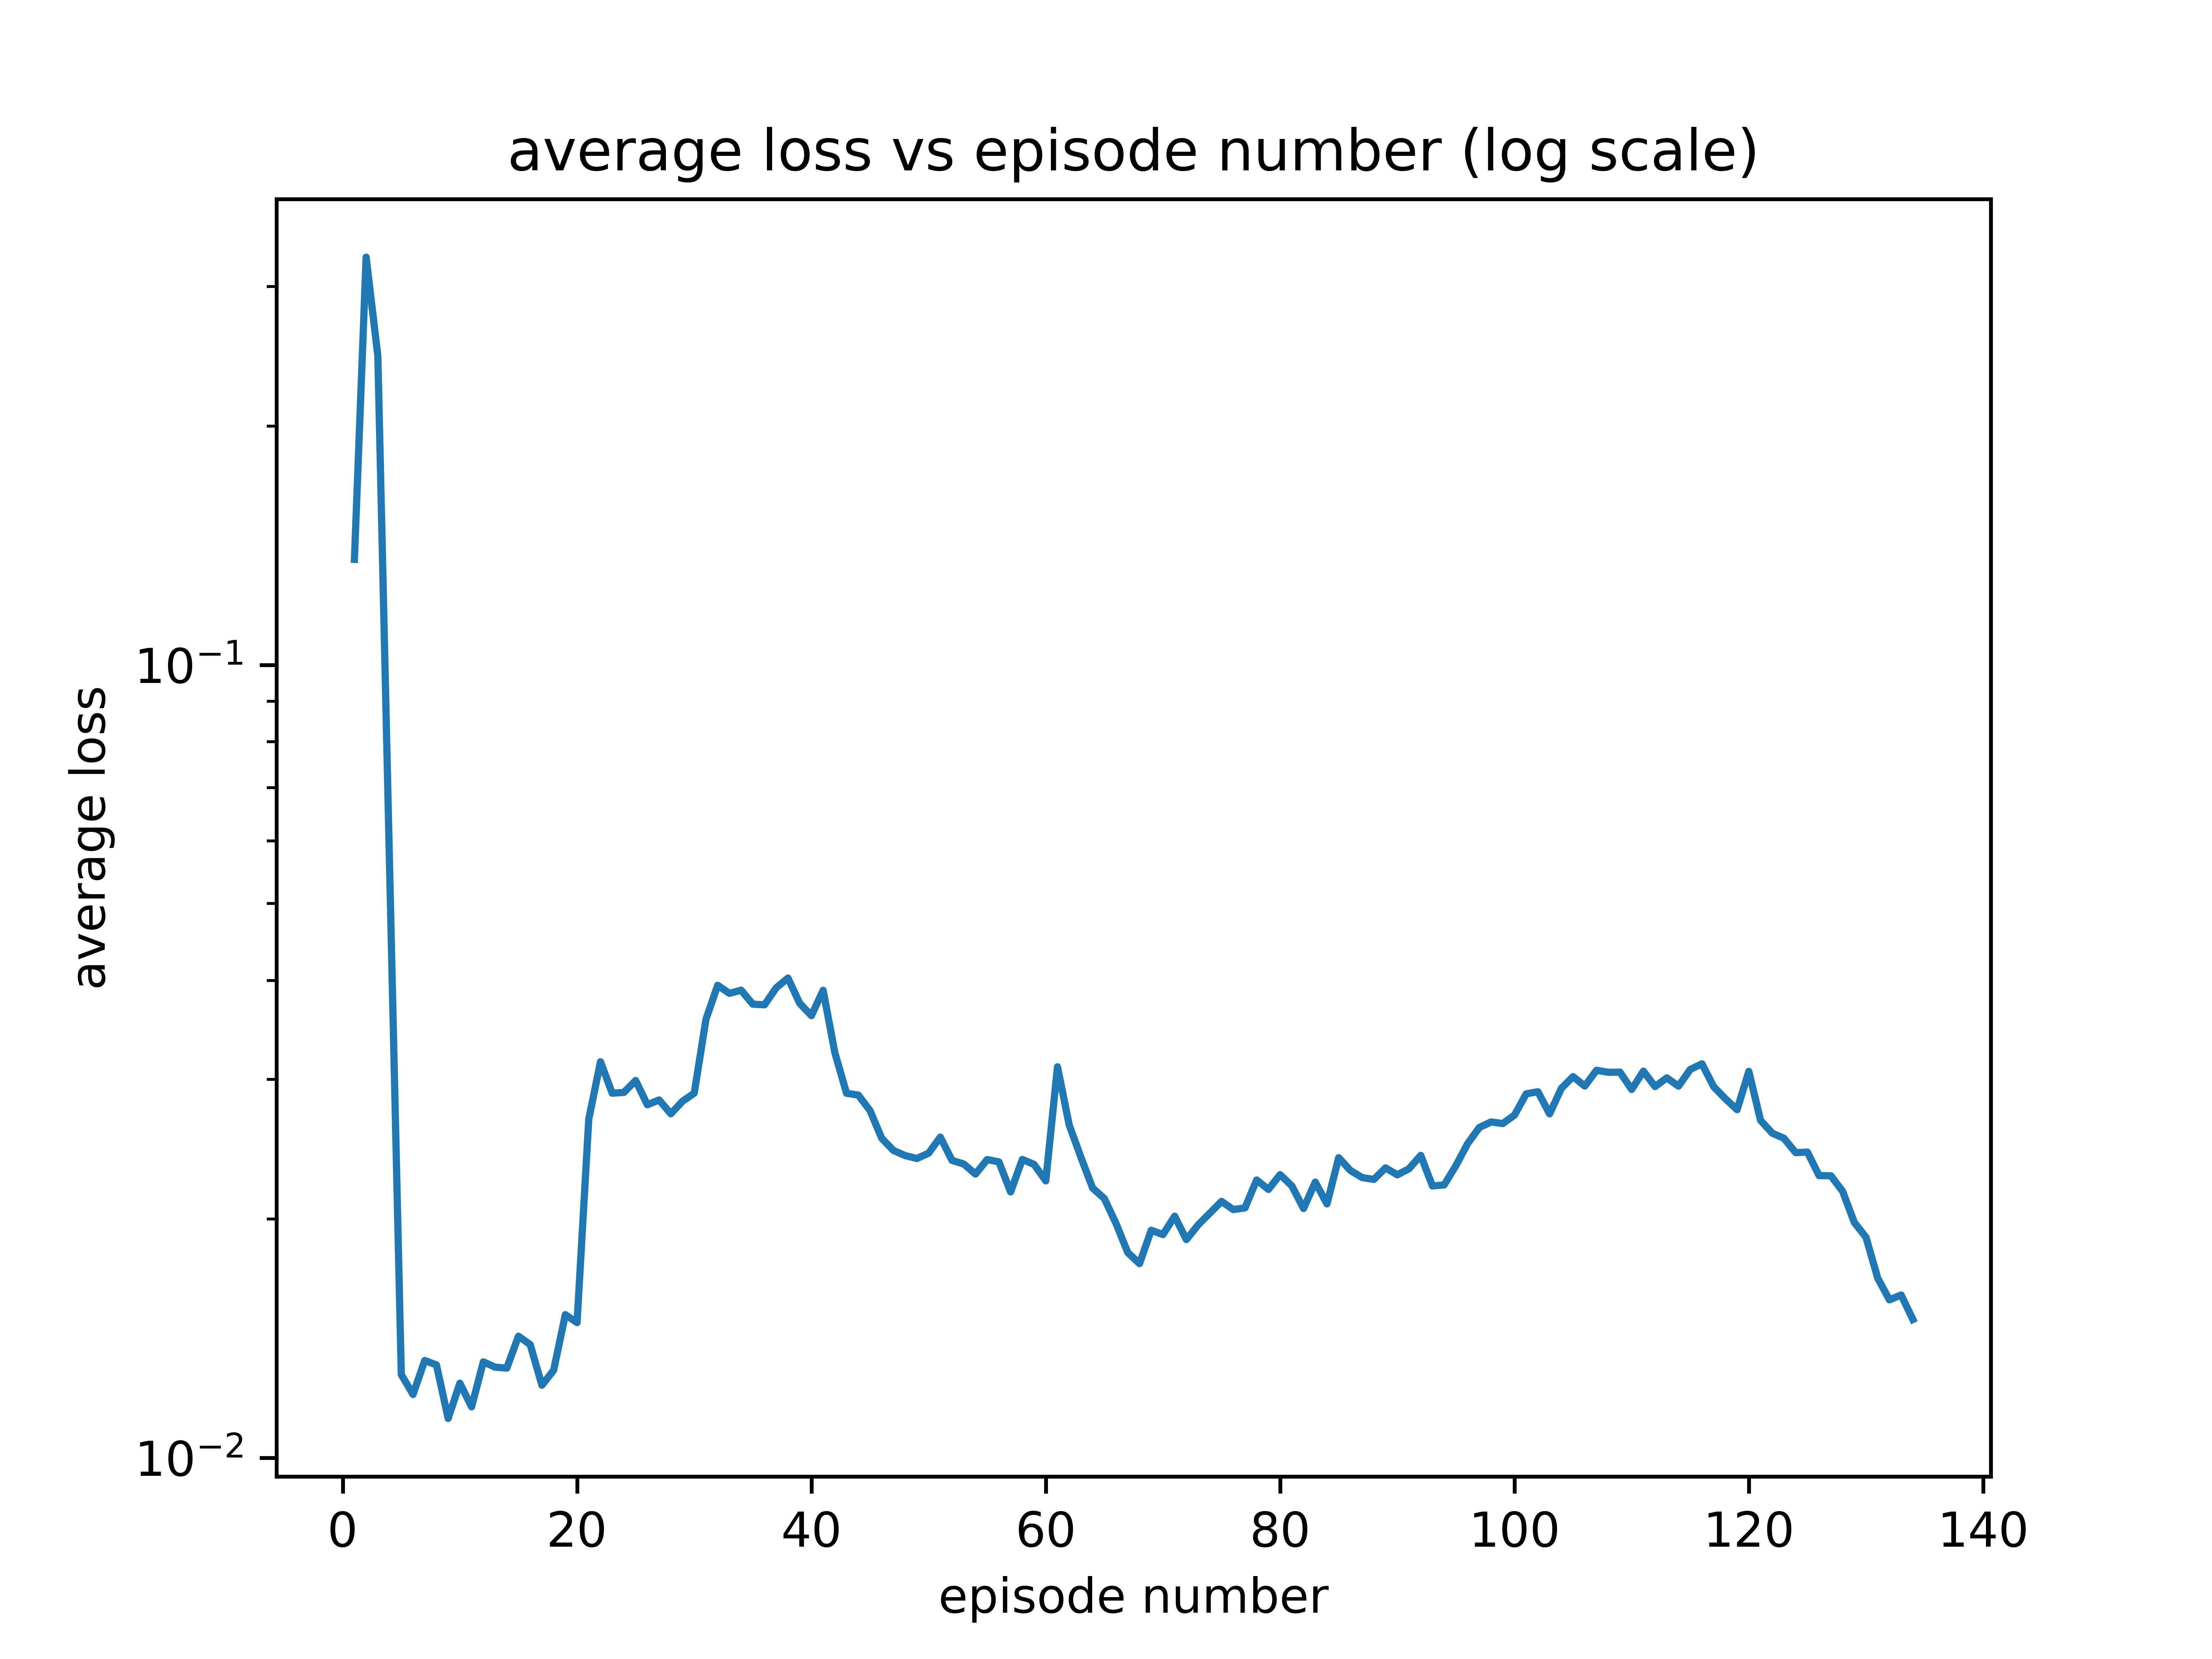 average loss vs episode number (log scale)
average loss
10⁻¹
10⁻²
0 20 40 60 80 100 120 140
episode number